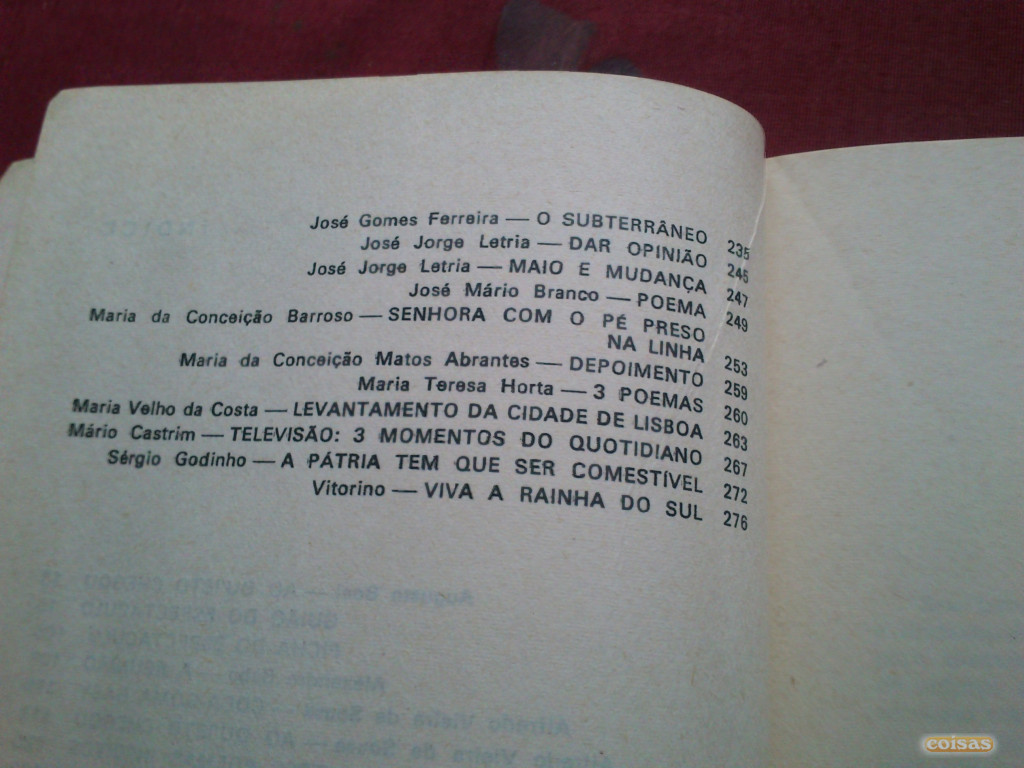 José Gomes Ferreira — O SUBTERRÂNEO 235
José Jorge Letria — DAR OPINIÃO 245
José Jorge Letria — MAIO E MUDANÇA 247
José Mário Branco — POEMA 249
Maria da Conceição Barroso — SENHORA COM O PÉ PRESO
NA LINHA 253
Maria da Conceição Matos Abrantes — DEPOIMENTO 259
Maria Teresa Horta — 3 POEMAS 260
Maria Velho da Costa — LEVANTAMENTO DA CIDADE DE LISBOA 263
Mário Castrim — TELEVISÃO: 3 MOMENTOS DO QUOTIDIANO 267
Sérgio Godinho — A PÁTRIA TEM QUE SER COMESTÍVEL 272
Vitorino — VIVA A RAINHA DO SUL 276
coisas